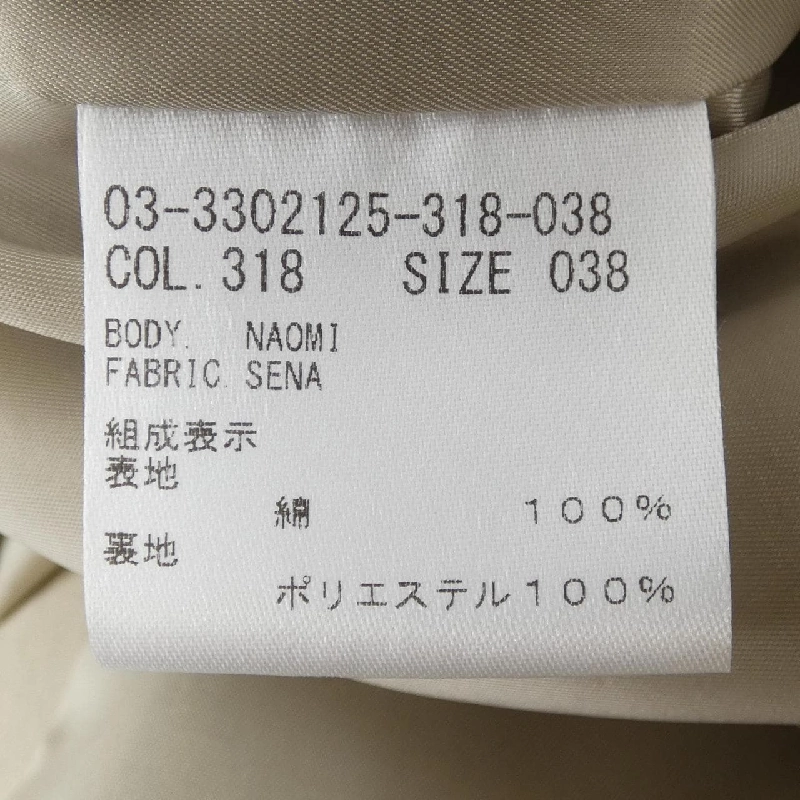 03-3302125-318-038
COL.318 SIZE 038
BODY. NAOMI
FABRIC.SENA
組成表示
表地
綿 100%
裏地
ポリエステル100%